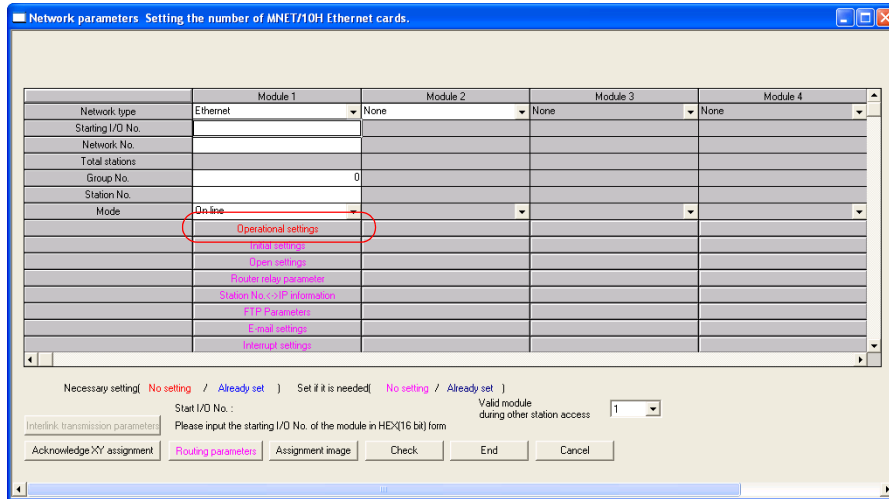 Network parameters Setting the number of MNET/10H Ethernet cards.
Module 1 Module 2 Module 3 Module 4
Network type Ethernet None None None
Starting I/O No.
Network No.
Total stations
Group No. 0
Station No.
Mode On line
Operational settings
Initial settings
Open settings
Router relay parameter
Station No.<->IP information
FTP Parameters
E-mail settings
Interrupt settings
Necessary setting( No setting / Already set ) Set if it is needed( No setting / Already set )
Start I/O No. :
Valid module
during other station access 1
Interlink transmission parameters Please input the starting I/O No. of the module in HEX(16 bit) form
Acknowledge XY assignment Routing parameters Assignment image Check End Cancel